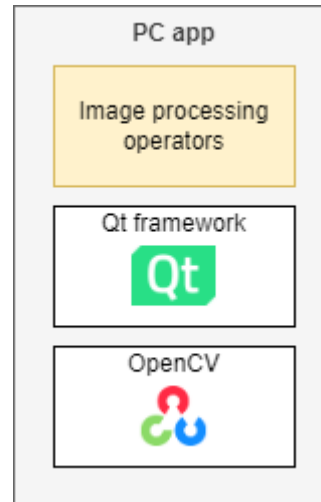 PC app
Image processing
operators
Qt framework
Qt
OpenCV